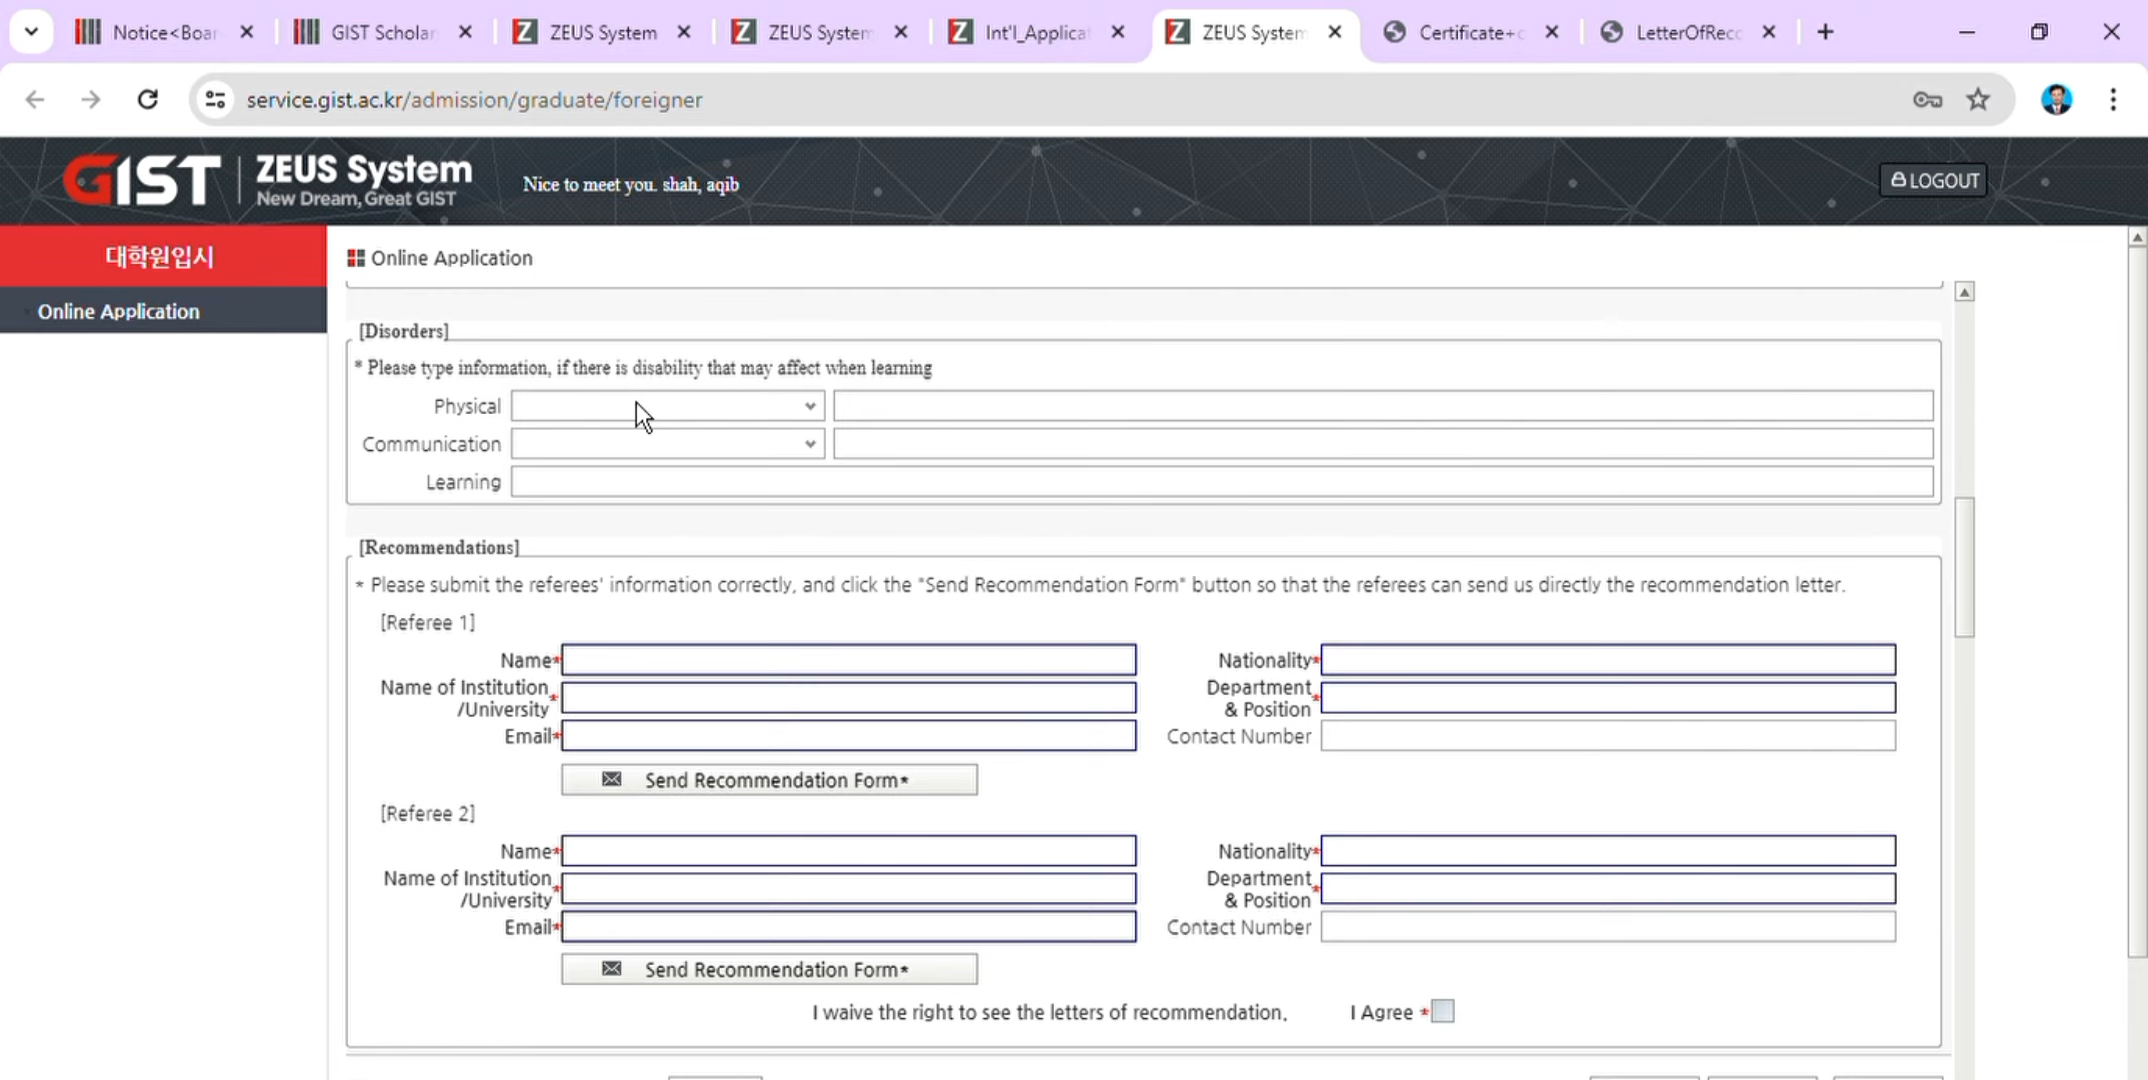 Notice<Boar
GIST Scholar
ZEUS System
ZEUS System
Int'l_Applicat
ZEUS System
Certificate+c
LetterOfReco
service.gist.ac.kr/admission/graduate/foreigner
GIST
ZEUS System
New Dream, Great GIST
Nice to meet you. shah, aqib
LOGOUT
대학원입시
Online Application
Online Application
[Disorders]
* Please type information, if there is disability that may affect when learning
Physical
Communication
Learning
[Recommendations]
* Please submit the referees' information correctly, and click the "Send Recommendation Form" button so that the referees can send us directly the recommendation letter.
[Referee 1]
Name*
Nationality*
Name of Institution
/University*
Department
& Position*
Email*
Contact Number
Send Recommendation Form*
[Referee 2]
Name*
Nationality*
Name of Institution
/University*
Department
& Position*
Email*
Contact Number
Send Recommendation Form*
I waive the right to see the letters of recommendation.
I Agree *